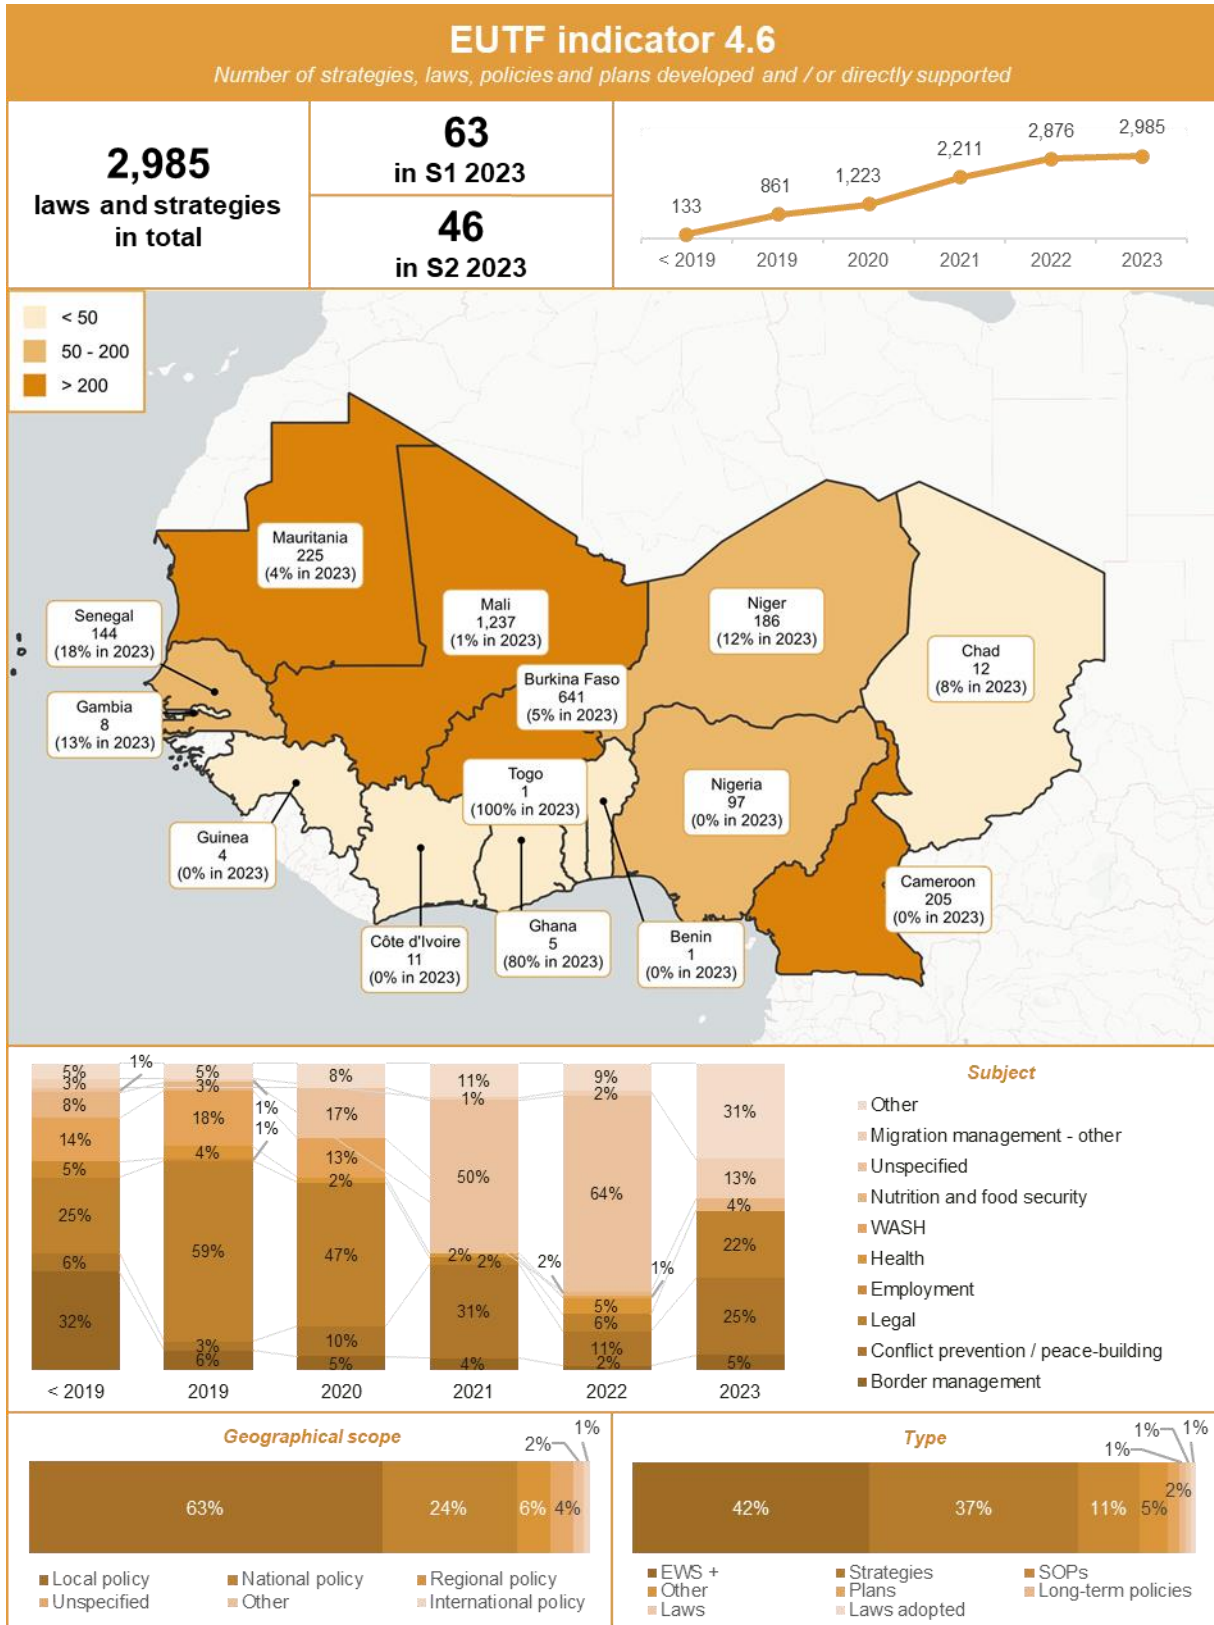 EUTF indicator 4.6
Number of strategies, laws, policies and plans developed and / or directly supported
2,985
laws and strategies
in total
63
in S1 2023
46
in S2 2023
133
861
1,223
2,211
2,876
2,985
< 2019
2019
2020
2021
2022
2023
< 50
50 - 200
> 200
Mauritania
225
(4% in 2023)
Mali
1,237
(1% in 2023)
Niger
186
(12% in 2023)
Senegal
144
(18% in 2023)
Chad
12
(8% in 2023)
Burkina Faso
641
(5% in 2023)
Gambia
8
(13% in 2023)
Togo
1
(100% in 2023)
Nigeria
97
(0% in 2023)
Guinea
4
(0% in 2023)
Cameroon
205
(0% in 2023)
Côte d'Ivoire
11
(0% in 2023)
Ghana
5
(80% in 2023)
Benin
1
(0% in 2023)
5%
3%
1%
8%
14%
5%
25%
6%
32%
< 2019
5%
3%
1%
1%
18%
4%
59%
3%
6%
2019
8%
17%
13%
2%
47%
10%
5%
2020
11%
1%
50%
2%
2%
31%
4%
2021
9%
2%
64%
2%
1%
5%
6%
11%
2%
2022
31%
13%
4%
22%
25%
5%
2023
Subject
Other
Migration management - other
Unspecified
Nutrition and food security
WASH
Health
Employment
Legal
Conflict prevention / peace-building
Border management
Geographical scope
63%
24%
6%
4%
2%
1%
Local policy
National policy
Regional policy
Unspecified
Other
International policy
Type
42%
37%
11%
5%
2%
1%
1%
1%
EWS +
Strategies
SOPs
Other
Plans
Long-term policies
Laws
Laws adopted